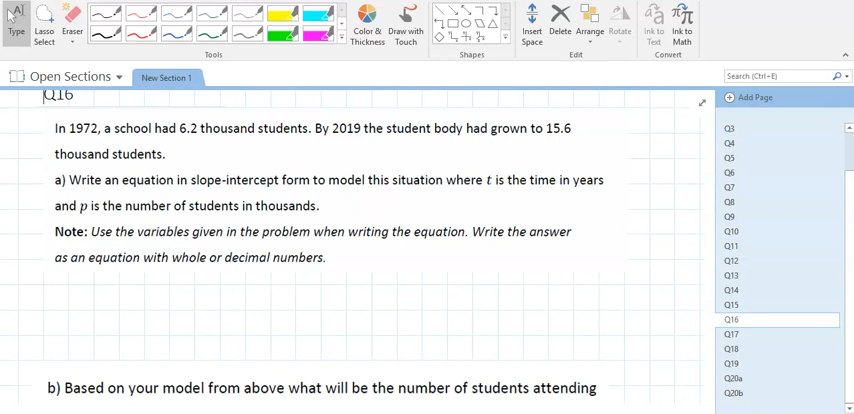 Type
Lasso
Select
Eraser
Color &
Thickness
Draw with
Touch
Insert
Space
Delete
Arrange
Rotate
Ink to
Text
Ink to
Math
Tools
Shapes
Edit
Convert
Open Sections
New Section 1
Search (Ctrl+E)
Add Page
Q16
In 1972, a school had 6.2 thousand students. By 2019 the student body had grown to 15.6
thousand students.
a) Write an equation in slope-intercept form to model this situation where t is the time in years
and p is the number of students in thousands.
Note: Use the variables given in the problem when writing the equation. Write the answer
as an equation with whole or decimal numbers.
b) Based on your model from above what will be the number of students attending
Q3
Q4
Q5
Q6
Q7
Q8
Q9
Q10
Q11
Q12
Q13
Q14
Q15
Q16
Q17
Q18
Q19
Q20a
Q20b